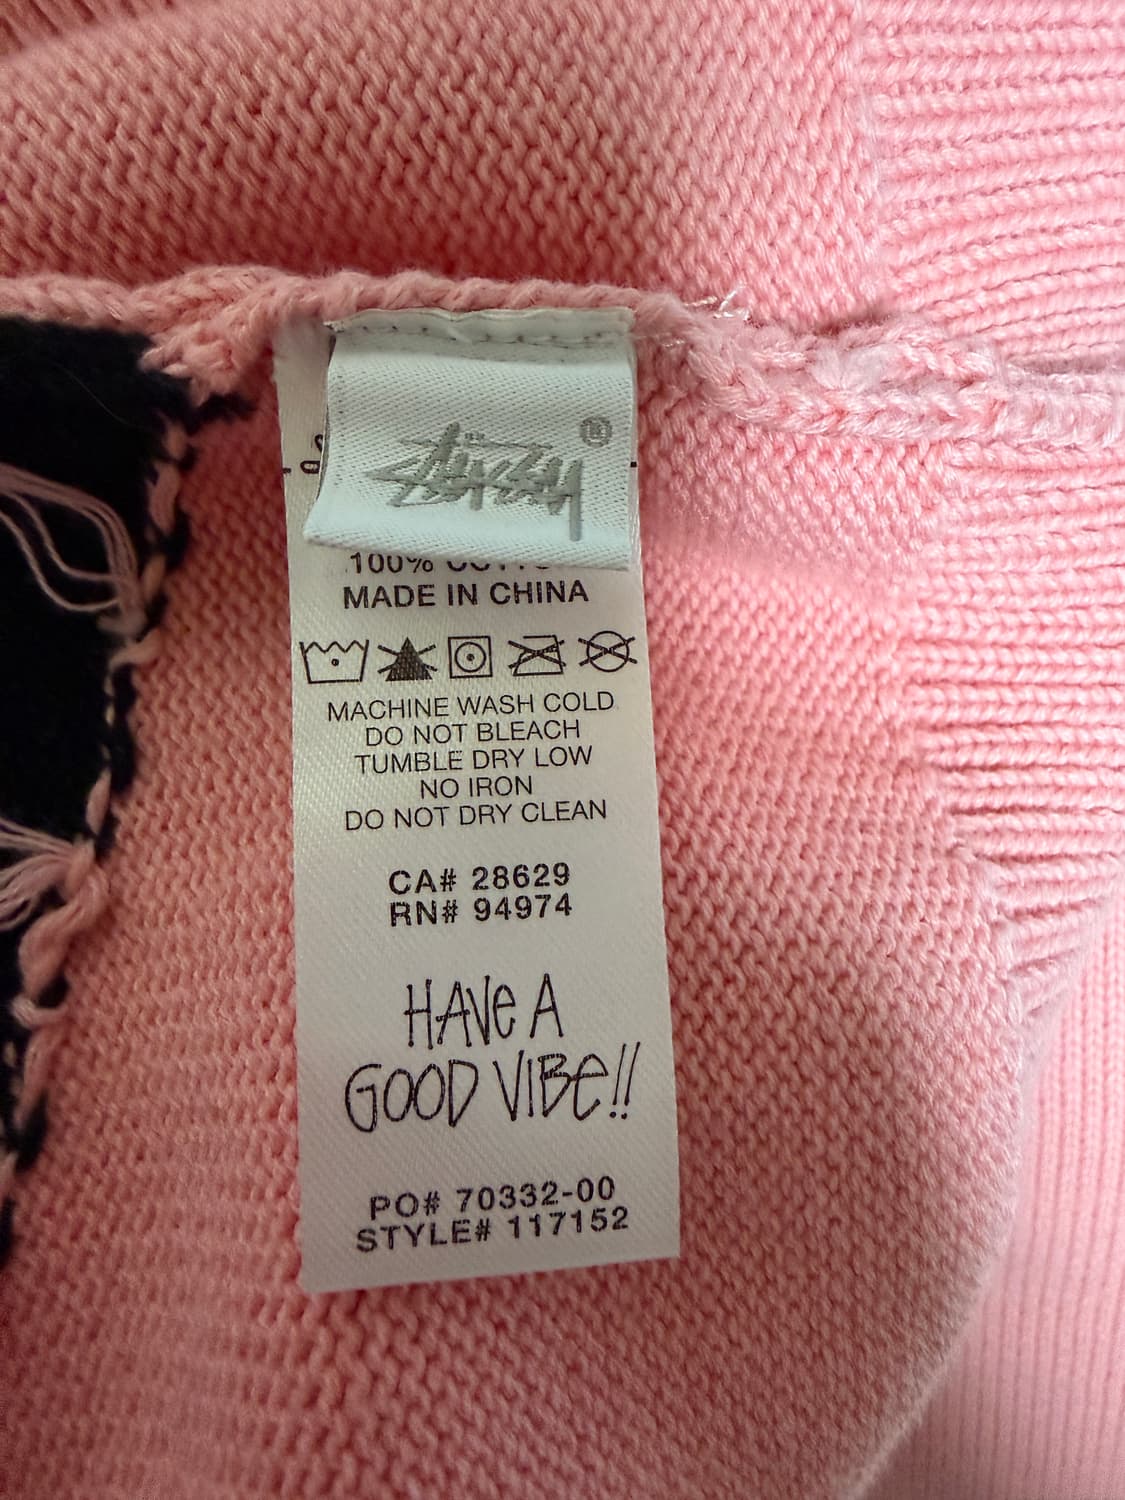 Stüssy ®
100%
MADE IN CHINA
MACHINE WASH COLD
DO NOT BLEACH
TUMBLE DRY LOW
NO IRON
DO NOT DRY CLEAN
CA# 28629
RN# 94974
HAVE A
GOOD VIBE!!
PO# 70332-00
STYLE# 117152